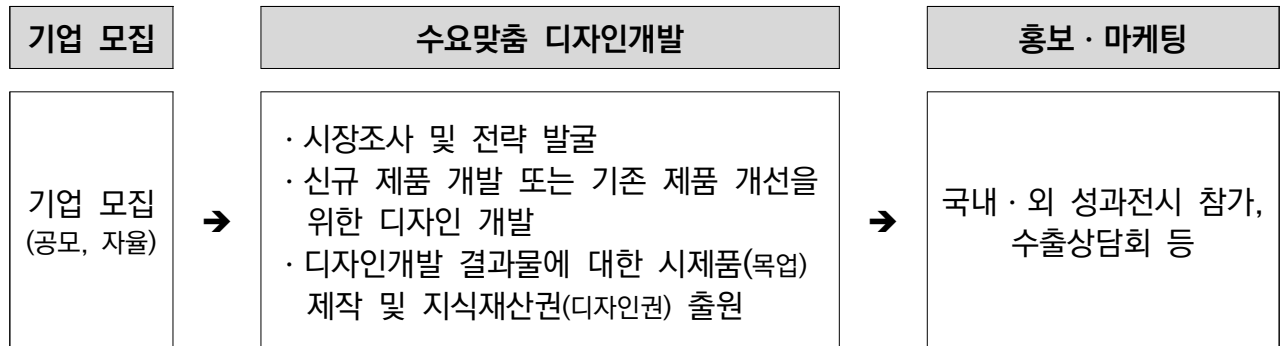 기업 모집
수요맞춤 디자인개발
홍보·마케팅
기업 모집
(공모, 자율)
➔
· 시장조사 및 전략 발굴
· 신규 제품 개발 또는 기존 제품 개선을
위한 디자인 개발
· 디자인개발 결과물에 대한 시제품(목업)
제작 및 지식재산권(디자인권) 출원
➔
국내·외 성과전시 참가,
수출상담회 등